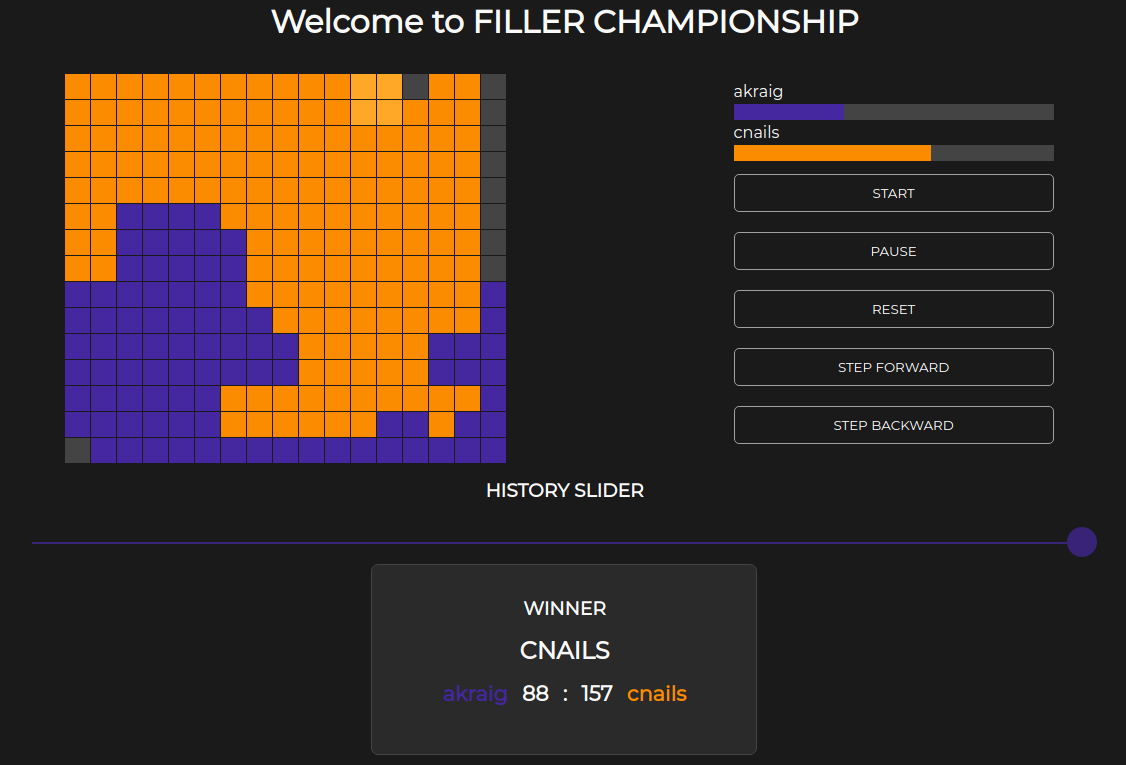 Welcome to FILLER CHAMPIONSHIP
akraig
cnails
START
PAUSE
RESET
STEP FORWARD
STEP BACKWARD
HISTORY SLIDER
WINNER
CNAILS
akraig 88 : 157 cnails